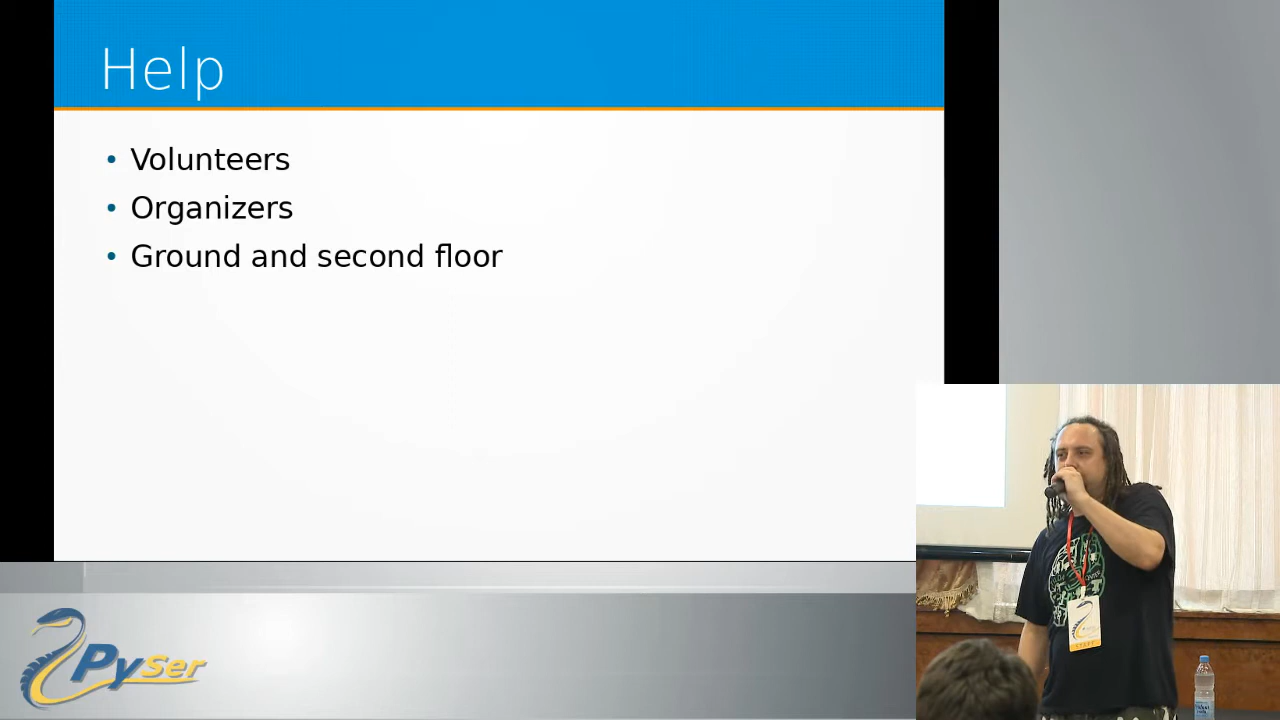 Help
• Volunteers
• Organizers
• Ground and second floor
PySer